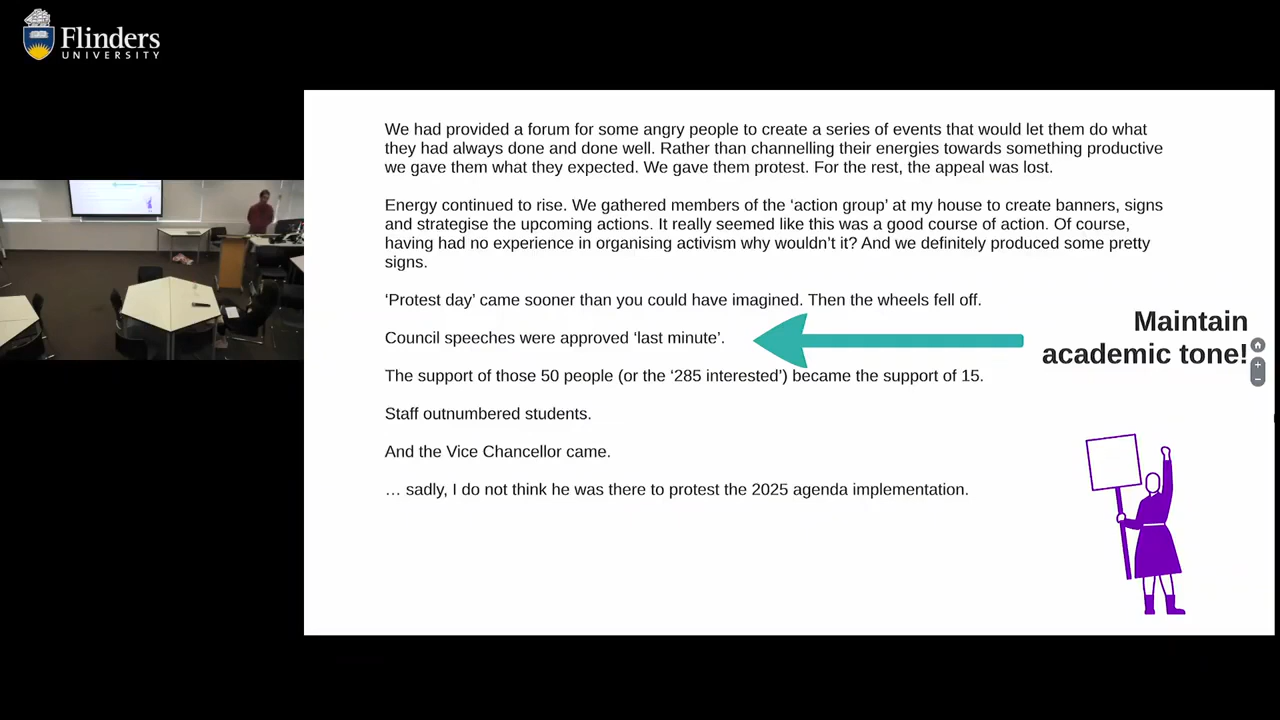 Flinders
UNIVERSITY
We had provided a forum for some angry people to create a series of events that would let them do what
they had always done and done well. Rather than channelling their energies towards something productive
we gave them what they expected. We gave them protest. For the rest, the appeal was lost.
Energy continued to rise. We gathered members of the ‘action group’ at my house to create banners, signs
and strategise the upcoming actions. It really seemed like this was a good course of action. Of course,
having had no experience in organising activism why wouldn’t it? And we definitely produced some pretty
signs.
‘Protest day’ came sooner than you could have imagined. Then the wheels fell off.
Council speeches were approved ‘last minute’.
Maintain
academic tone!
The support of those 50 people (or the ‘285 interested’) became the support of 15.
Staff outnumbered students.
And the Vice Chancellor came.
… sadly, I do not think he was there to protest the 2025 agenda implementation.